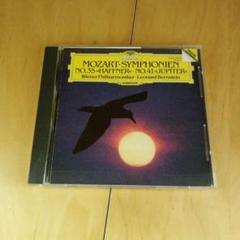 MOZART·SYMPHONIEN
NO.35»HAFFNER«·NO.41»JUPITER«
Wiener Philharmoniker·Leonard Bernstein